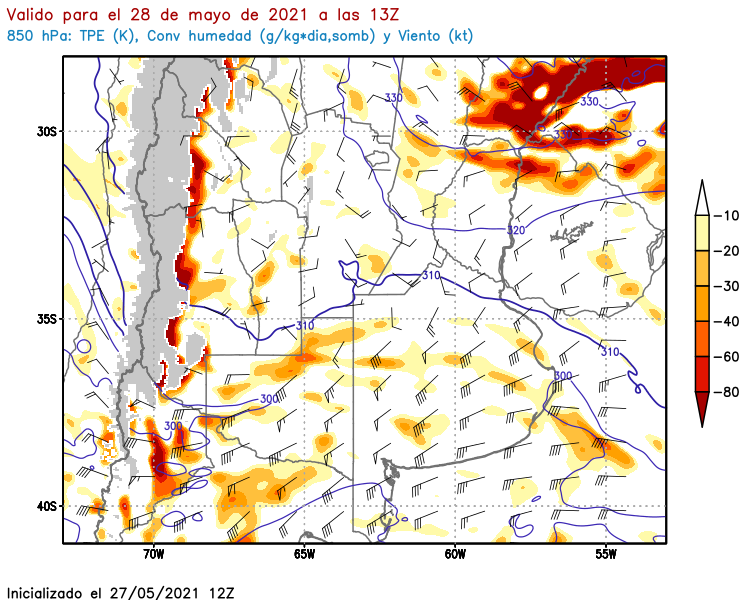 Valido para el 28 de mayo de 2021 a las 13Z
850 hPa: TPE (K), Conv humedad (g/kg*dia,somb) y Viento (kt)
330
330
330
30S
320
310
310
35S
310
300
300
300
40S
70W 65W 60W 55W
-10
-20
-30
-40
-60
-80
Inicializado el 27/05/2021 12Z